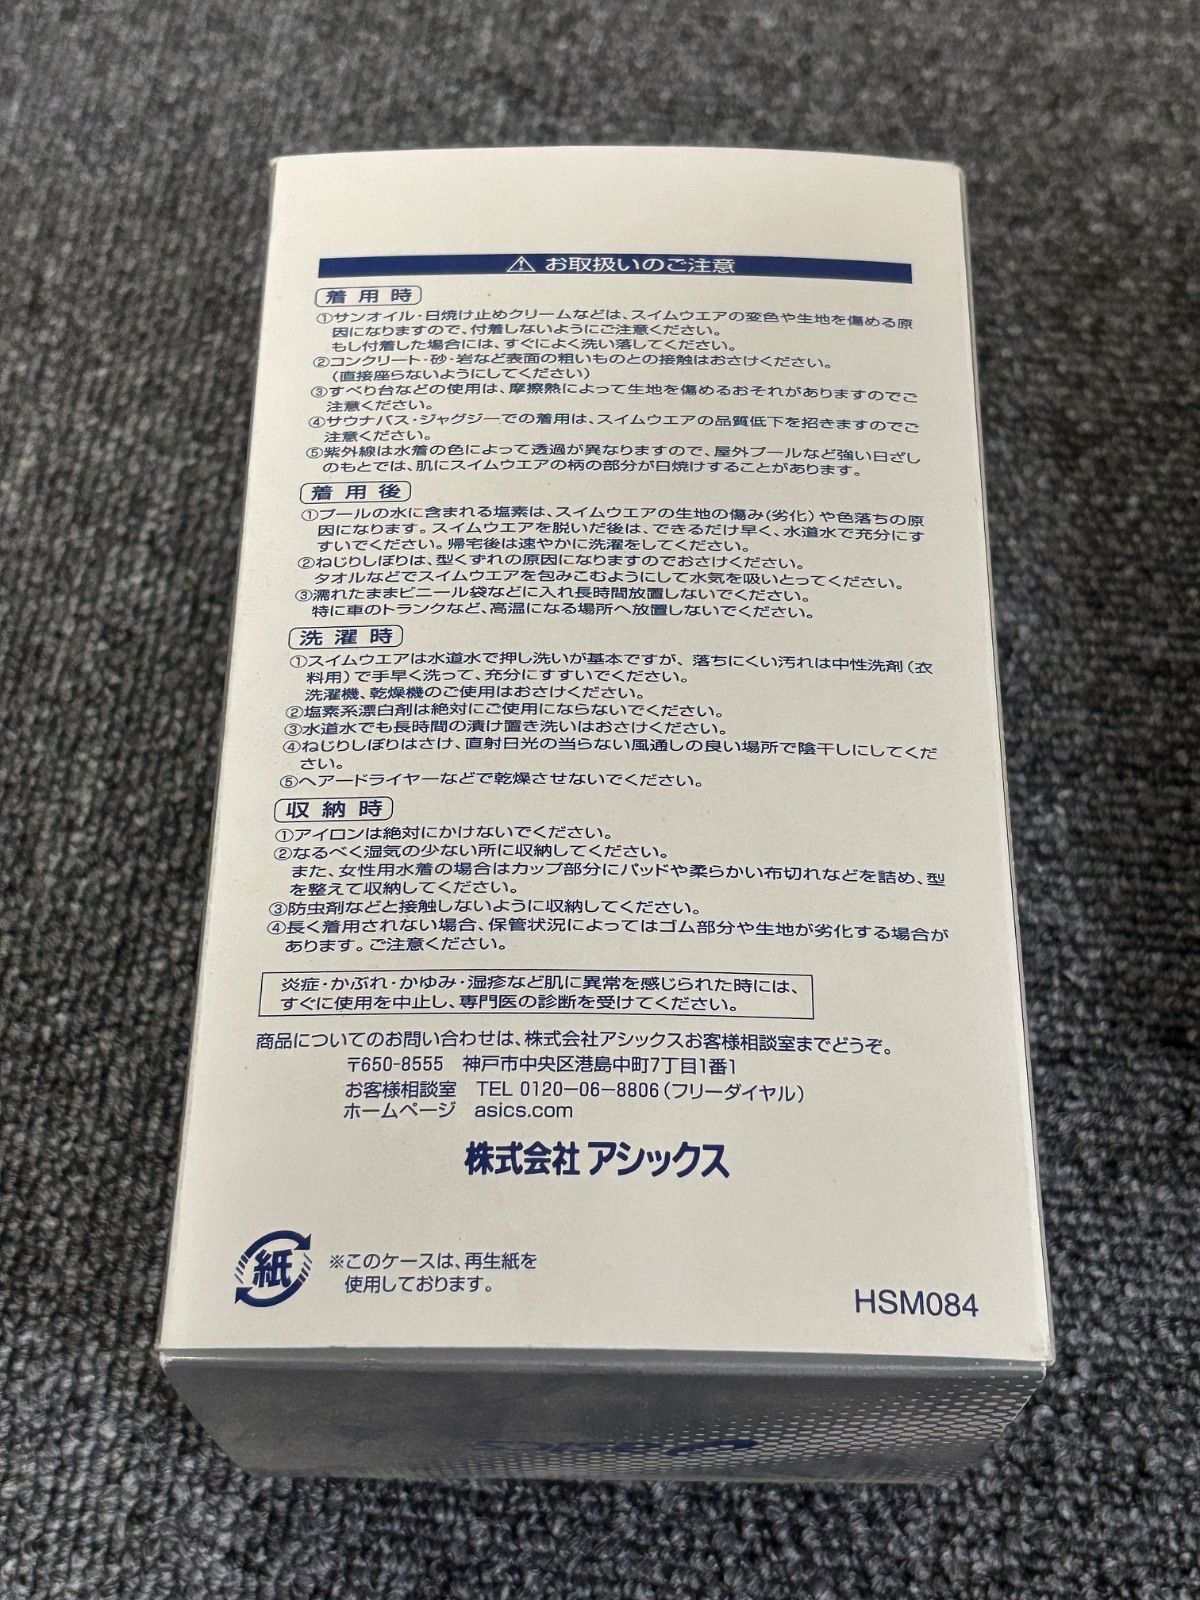 ⚠ お取扱いのご注意
着用時
①サンオイル・日焼け止めクリームなどは、スイムウエアの変色や生地を傷める原
因になりますので、付着しないようにご注意ください。
もし付着した場合には、すぐによく洗い落してください。
②コンクリート・砂・岩など表面の粗いものとの接触はおさけください。
(直接座らないようにしてください)
③すべり台などの使用は、摩擦熱によって生地を傷めるおそれがありますのでご
注意ください。
④サウナバス・ジャグジーでの着用は、スイムウエアの品質低下を招きますのでご
注意ください。
⑤紫外線は水着の色によって透過が異なりますので、屋外プールなど強い日ざし
のもとでは、肌にスイムウエアの柄の部分が日焼けすることがあります。
着用後
①プールの水に含まれる塩素は、スイムウエアの生地の傷み(劣化)や色落ちの原
因になります。スイムウエアを脱いだ後は、できるだけ早く、水道水で充分にす
すいでください。帰宅後は速やかに洗濯をしてください。
②ねじりしぼりは、型くずれの原因になりますのでおさけください。
タオルなどでスイムウエアを包みこむようにして水気を吸いとってください。
③濡れたままビニール袋などに入れ長時間放置しないでください。
特に車のトランクなど、高温になる場所へ放置しないでください。
洗濯時
①スイムウエアは水道水で押し洗いが基本ですが、落ちにくい汚れは中性洗剤(衣
料用)で手早く洗って、充分にすすいでください。
洗濯機、乾燥機のご使用はおさけください。
②塩素系漂白剤は絶対にご使用にならないでください。
③水道水でも長時間の漬け置き洗いはおさけください。
④ねじりしぼりはさけ、直射日光の当らない風通しの良い場所で陰干しにしてくだ
さい。
⑤ヘアードライヤーなどで乾燥させないでください。
収納時
①アイロンは絶対にかけないでください。
②なるべく湿気の少ない所に収納してください。
また、女性用水着の場合はカップ部分にパッドや柔らかい布切れなどを詰め、型
を整えて収納してください。
③防虫剤などと接触しないように収納してください。
④長く着用されない場合、保管状況によってはゴム部分や生地が劣化する場合が
あります。ご注意ください。
炎症・かぶれ・かゆみ・湿疹など肌に異常を感じられた時には、
すぐに使用を中止し、専門医の診断を受けてください。
商品についてのお問い合わせは、株式会社アシックスお客様相談室までどうぞ。
〒650-8555 神戸市中央区港島中町7丁目1番1
お客様相談室 TEL 0120-06-8806(フリーダイヤル)
ホームページ asics.com
株式会社 アシックス
紙
※このケースは、再生紙を
使用しております。
HSM084
asics